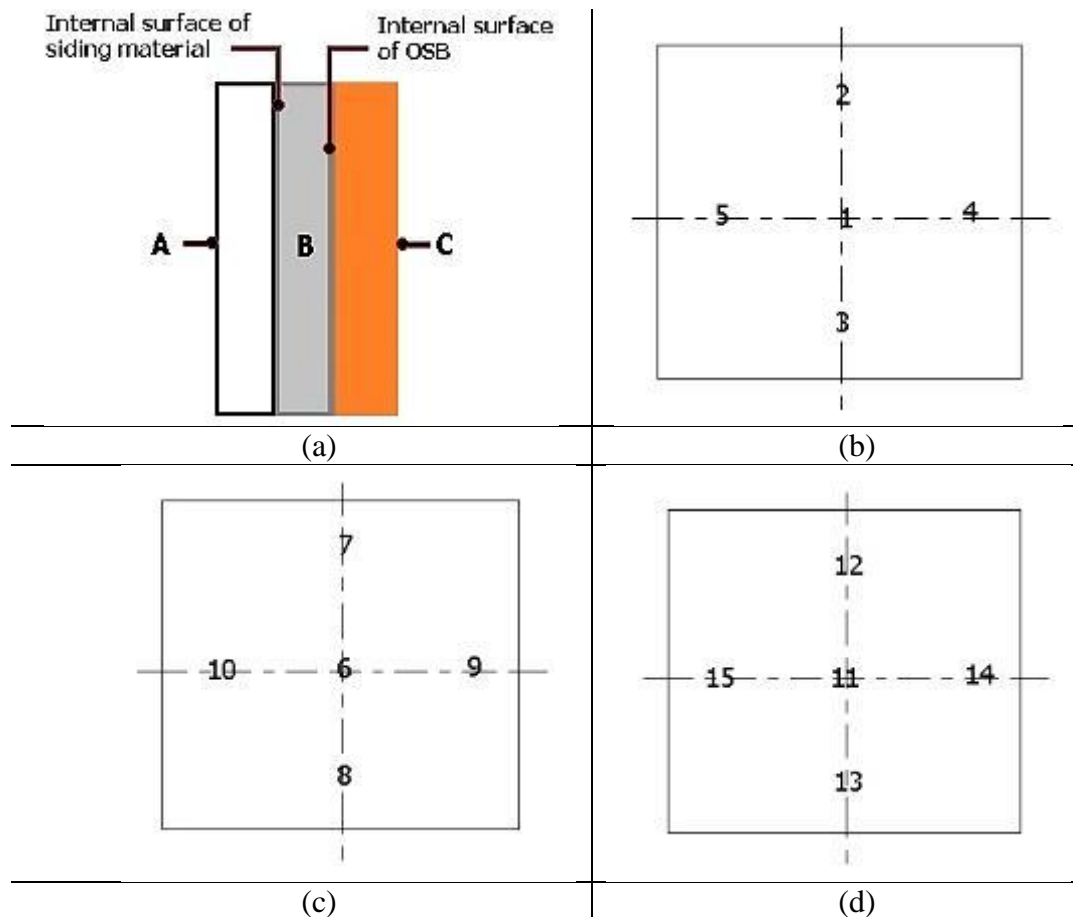 Internal surface of
siding material
Internal surface
of OSB
A
B
C
(a)
2
5
1
4
3
(b)
7
10
6
9
8
(c)
12
15
11
14
13
(d)